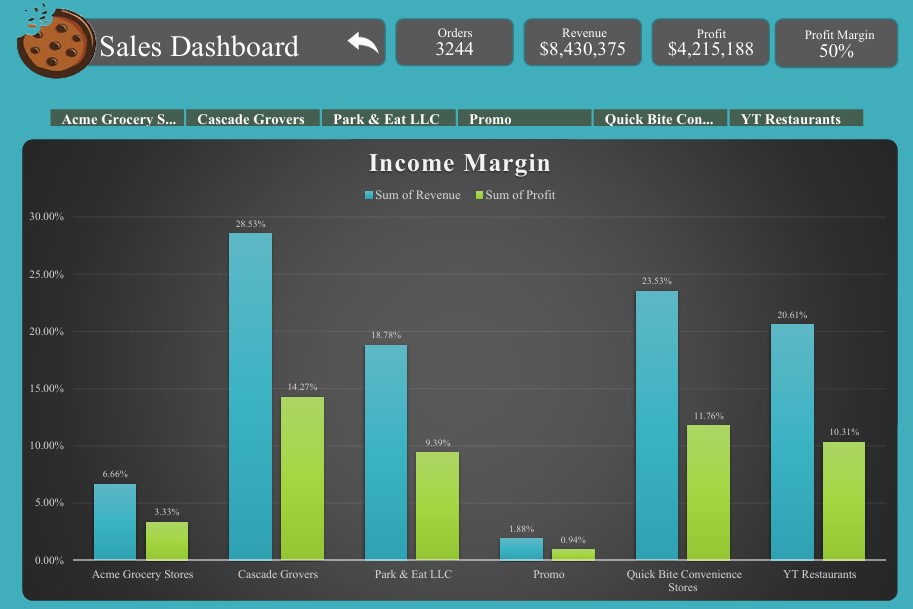 Sales Dashboard
Orders
3244
Revenue
$8,430,375
Profit
$4,215,188
Profit Margin
50%
Acme Grocery S... Cascade Grovers Park & Eat LLC Promo Quick Bite Con... YT Restaurants
Income Margin
Sum of Revenue Sum of Profit
30.00%
25.00%
20.00%
15.00%
10.00%
5.00%
0.00%
6.66%
3.33%
28.53%
14.27%
18.78%
9.39%
1.88%
0.94%
23.53%
11.76%
20.61%
10.31%
Acme Grocery Stores
Cascade Grovers
Park & Eat LLC
Promo
Quick Bite Convenience
Stores
YT Restaurants